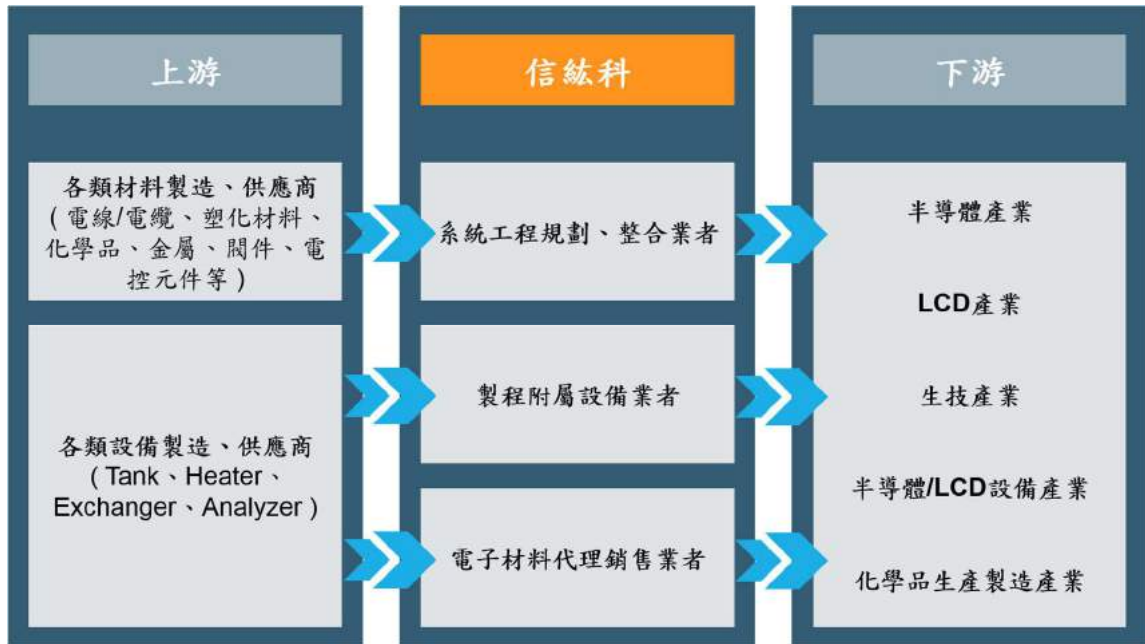 上游
各類材料製造、供應商
( 電線/電纜、塑化材料、
化學品、金屬、閥件、電
控元件等 )
各類設備製造、供應商
( Tank、Heater、
Exchanger、Analyzer )
信紘科
系統工程規劃、整合業者
製程附屬設備業者
電子材料代理銷售業者
下游
半導體產業
LCD產業
生技產業
半導體/LCD設備產業
化學品生產製造產業